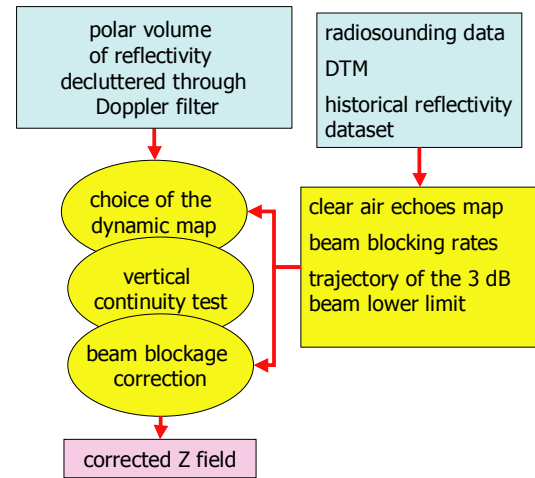 polar volume
of reflectivity
decluttered through
Doppler filter
radiosounding data
DTM
historical reflectivity
dataset
choice of the
dynamic map
vertical
continuity test
beam blockage
correction
clear air echoes map
beam blocking rates
trajectory of the 3 dB
beam lower limit
corrected Z field